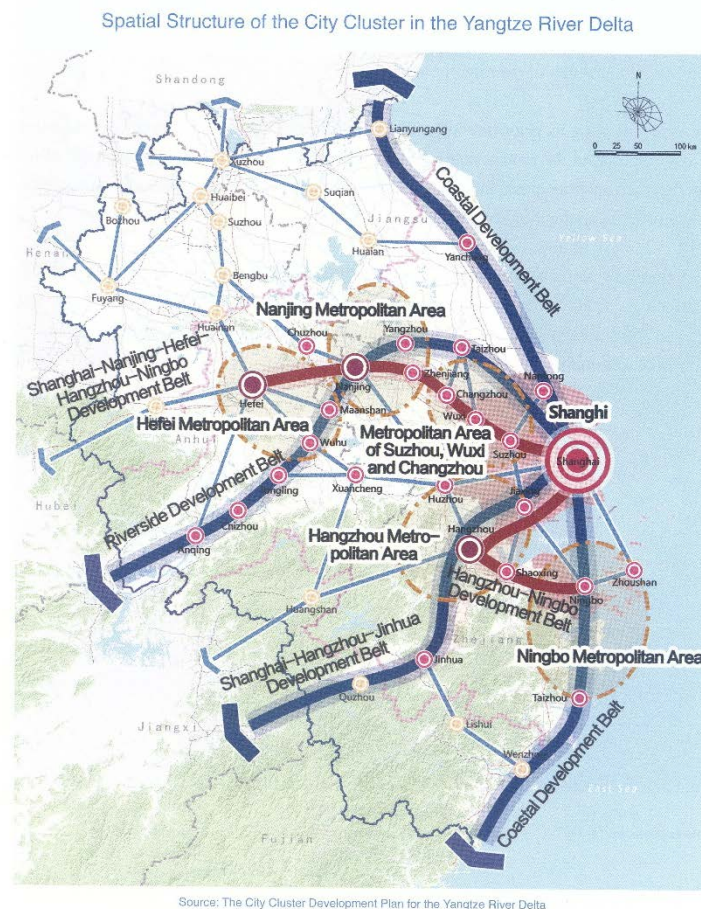 Spatial Structure of the City Cluster in the Yangtze River Delta
Shandong
N
0 25 50 100 km
Lianyungang
Xuzhou
Coastal Development Belt
Huaibei
Suqian
Bozhou
Suzhou
Jiangsu
Yellow Sea
Henan
Huaian
Yancheng
Bengbu
Fuyang
Nanjing Metropolitan Area
Huainan
Chuzhou
Yangzhou
Taizhou
Shanghai-Nanjing-Hefei-
Hangzhou-Ningbo
Development Belt
Nanjing
Zhenjiang
Hefei
Changzhou
Nantong
Maanshan
Wuxi
Shanghi
Hefei Metropolitan Area
Anhui
Wuhu
Metropolitan Area
of Suzhou, Wuxi
and Changzhou
Suzhou
Shanghai
Riverside Development Belt
Tongling
Xuancheng
Huzhou
Jiaxing
Hubei
Chizhou
Anqing
Hangzhou Metro-
politan Area
Hangzhou
Shaoxing
Ningbo
Zhoushan
Hangzhou-Ningbo
Development Belt
Huangshan
Zhejiang
Shanghai-Hangzhou-Jinhua
Development Belt
Jinhua
Ningbo Metropolitan Area
Quzhou
Taizhou
Jiangxi
Lishui
Wenzhou
Coastal Development Belt
East Sea
Fujian
Source: The City Cluster Development Plan for the Yangtze River Delta